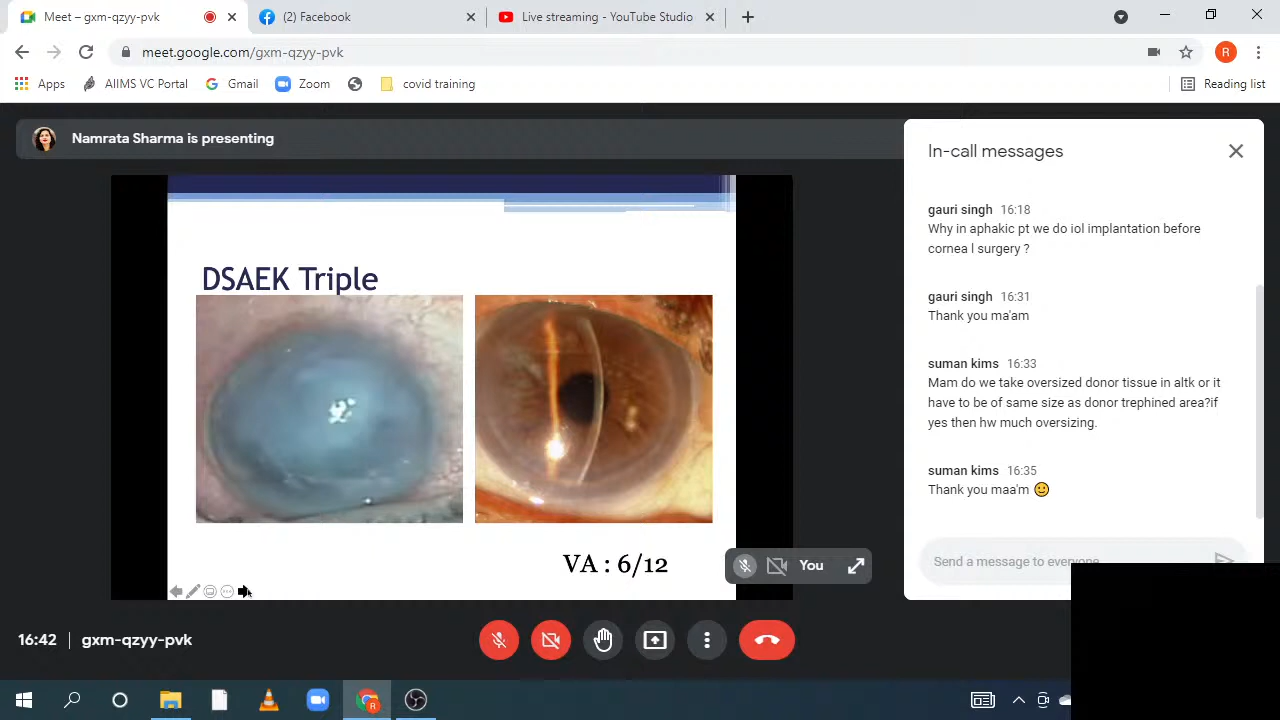 Meet – gxm-qzyy-pvk
(2) Facebook
Live streaming - YouTube Studio
meet.google.com/gxm-qzyy-pvk
R
Apps
AIIMS VC Portal
Gmail
Zoom
covid training
Reading list
Namrata Sharma is presenting
DSAEK Triple
VA : 6/12
You
In-call messages
gauri singh 16:18
Why in aphakic pt we do iol implantation before
cornea l surgery ?
gauri singh 16:31
Thank you ma'am
suman kims 16:33
Mam do we take oversized donor tissue in altk or it
have to be of same size as donor trephined area?if
yes then hw much oversizing.
suman kims 16:35
Thank you maa'm
Send a message to everyone
16:42 | gxm-qzyy-pvk
R